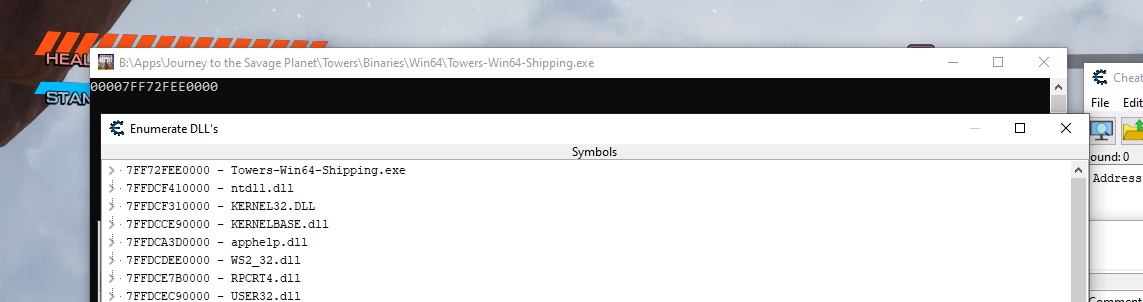 HEAL
STAM
B:\Apps\Journey to the Savage Planet\Towers\Binaries\Win64\Towers-Win64-Shipping.exe
00007FF72FEE0000
Cheat
File Edit
Enumerate DLL's
ound: 0
Symbols
Address
7FF72FEE0000 - Towers-Win64-Shipping.exe
7FFDCF410000 - ntdll.dll
7FFDCF310000 - KERNEL32.DLL
7FFDCCE90000 - KERNELBASE.dll
7FFDCA3D0000 - apphelp.dll
7FFDCDEE0000 - WS2_32.dll
7FFDCE7B0000 - RPCRT4.dll
7FFDCEC90000 - USER32.dll
Comment